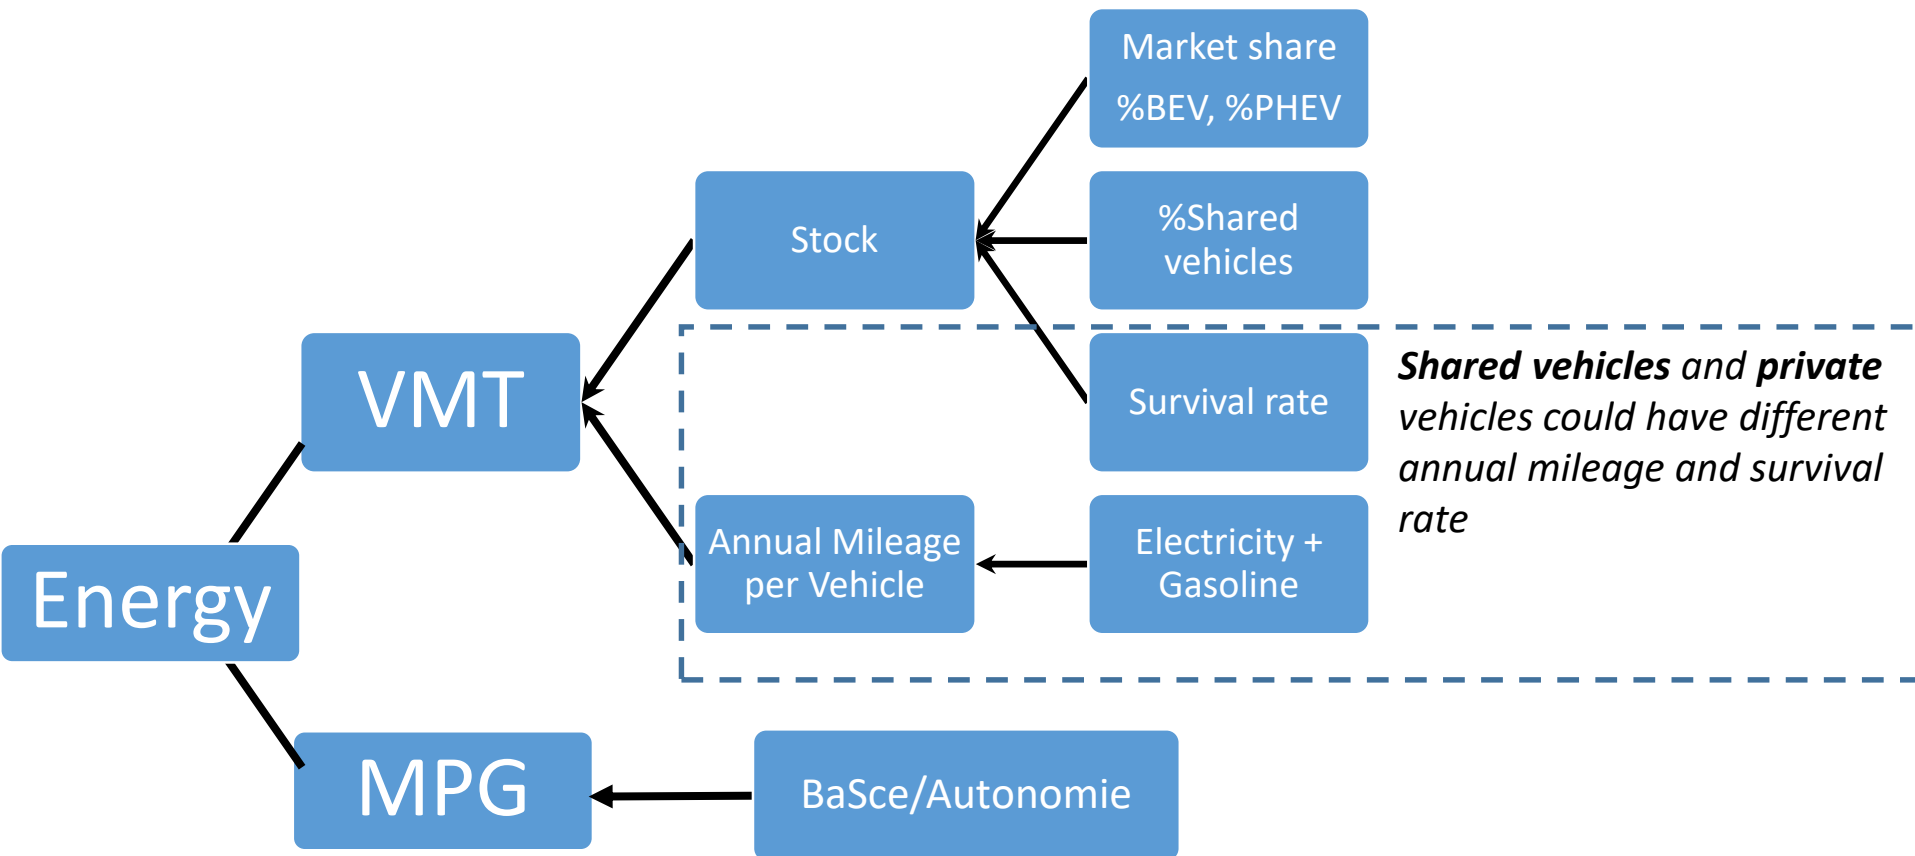 Market share
%BEV, %PHEV
%Shared
vehicles
Stock
Shared vehicles and private
vehicles could have different
annual mileage and survival
rate
Survival rate
VMT
Annual Mileage
per Vehicle
Electricity +
Gasoline
Energy
MPG
BaSce/Autonomie